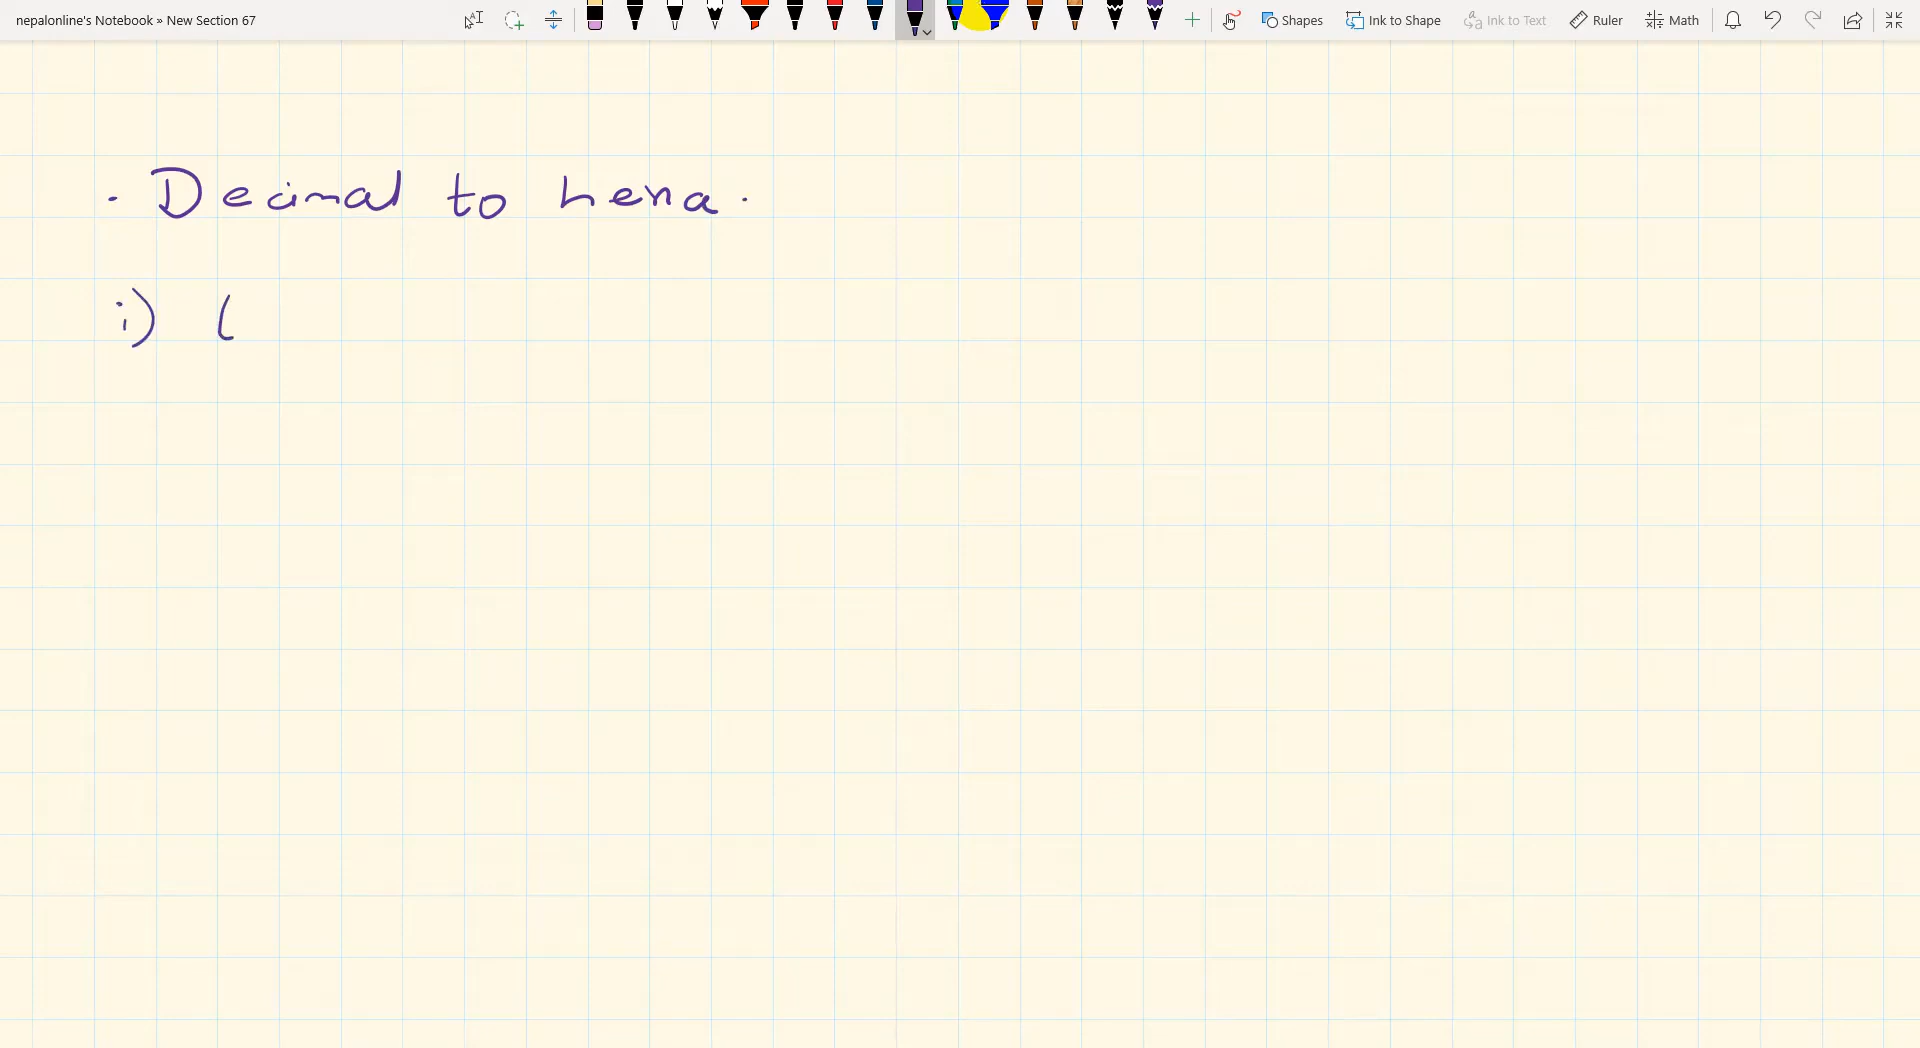 nepalonline's Notebook » New Section 67
Shapes Ink to Shape Ink to Text Ruler Math
. Decimal to hexa.
i) (